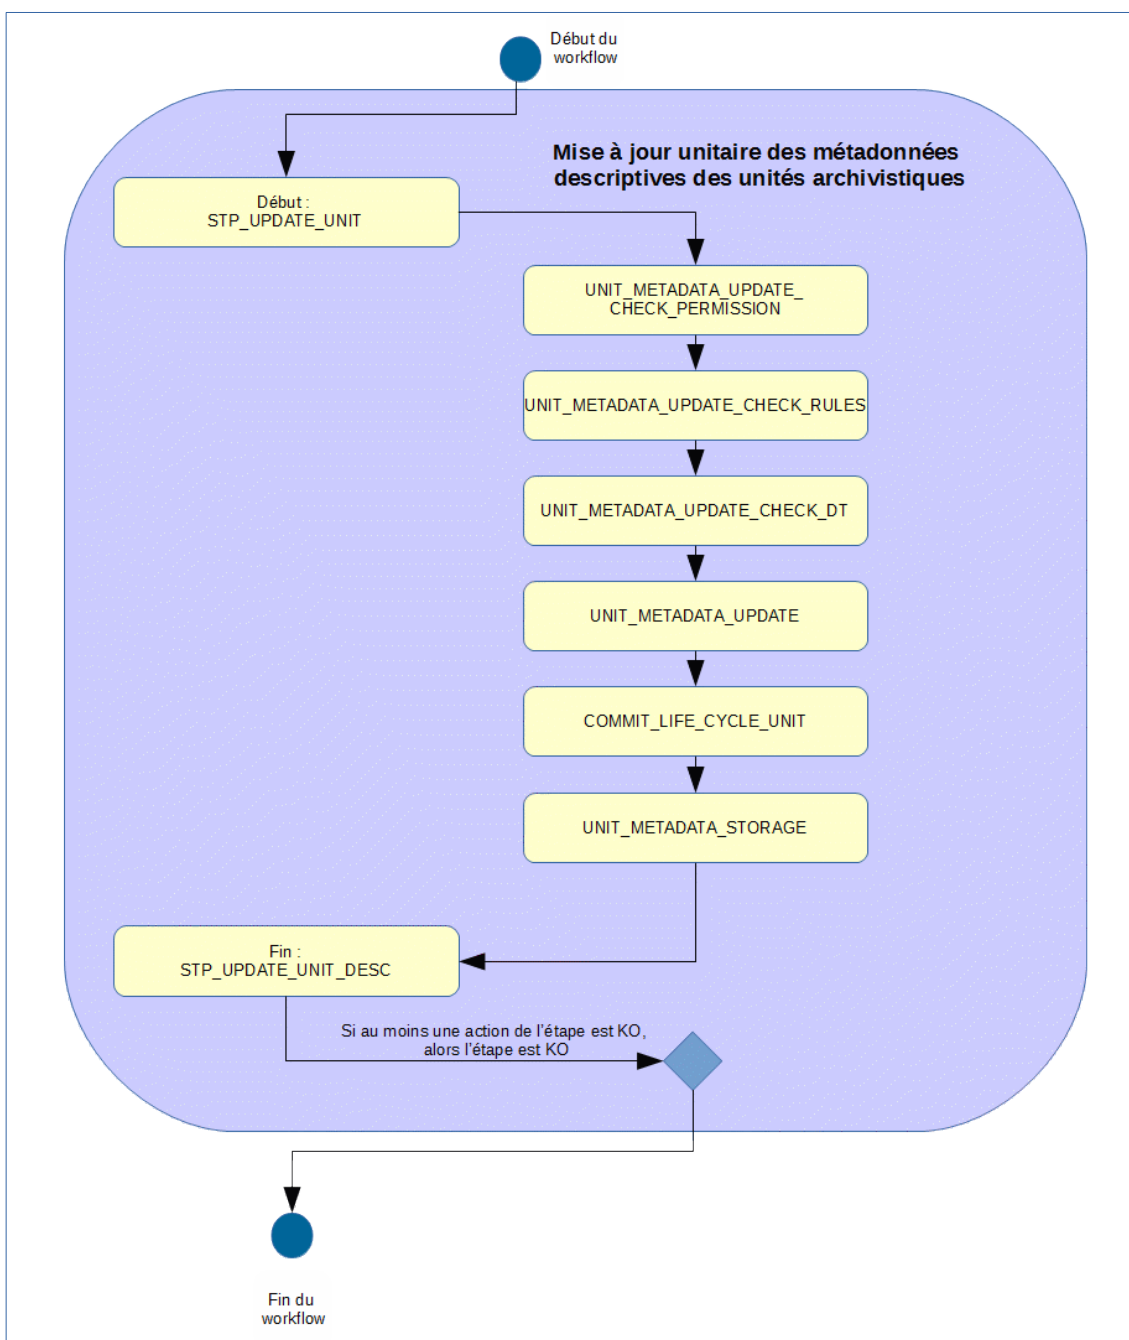 Début du
workflow
Mise à jour unitaire des métadonnées
descriptives des unités archivistiques
Début :
STP_UPDATE_UNIT
UNIT_METADATA_UPDATE_
CHECK_PERMISSION
UNIT_METADATA_UPDATE_CHECK_RULES
UNIT_METADATA_UPDATE_CHECK_DT
UNIT_METADATA_UPDATE
COMMIT_LIFE_CYCLE_UNIT
UNIT_METADATA_STORAGE
Fin :
STP_UPDATE_UNIT_DESC
Si au moins une action de l'étape est KO,
alors l'étape est KO
Fin du
workflow